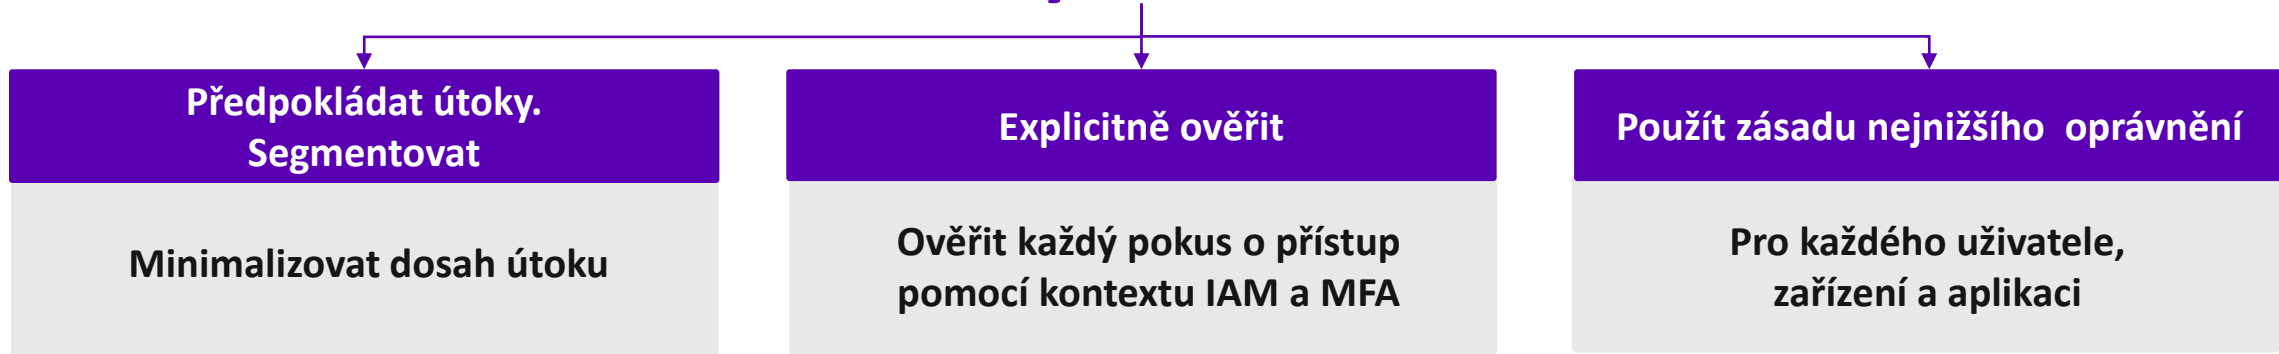 Předpokládat útoky.
Segmentovat
Minimalizovat dosah útoku
Explicitně ověřit
Ověřit každý pokus o přístup
pomocí kontextu IAM a MFA
Použít zásadu nejnižšího  oprávnění
Pro každého uživatele,
zařízení a aplikaci